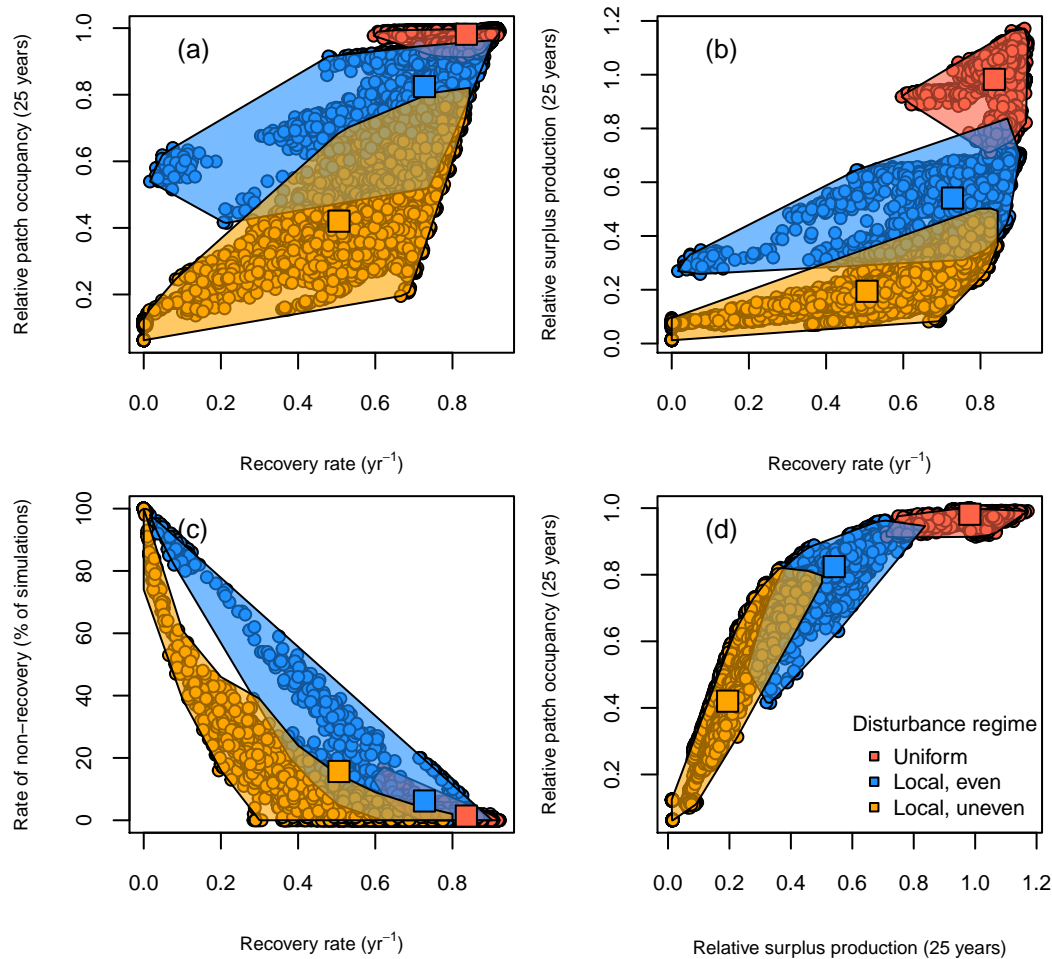 (a)
Relative patch occupancy (25 years)
1.0
0.8
0.6
0.4
0.2
0.0 0.2 0.4 0.6 0.8
Recovery rate (yr⁻¹)
(b)
Relative surplus production (25 years)
1.2
1.0
0.8
0.6
0.4
0.2
0.0
0.0 0.2 0.4 0.6 0.8
Recovery rate (yr⁻¹)
(c)
Rate of non−recovery (% of simulations)
100
80
60
40
20
0
0.0 0.2 0.4 0.6 0.8
Recovery rate (yr⁻¹)
(d)
Relative patch occupancy (25 years)
1.0
0.8
0.6
0.4
0.2
Disturbance regime
Uniform
Local, even
Local, uneven
0.0 0.2 0.4 0.6 0.8 1.0 1.2
Relative surplus production (25 years)